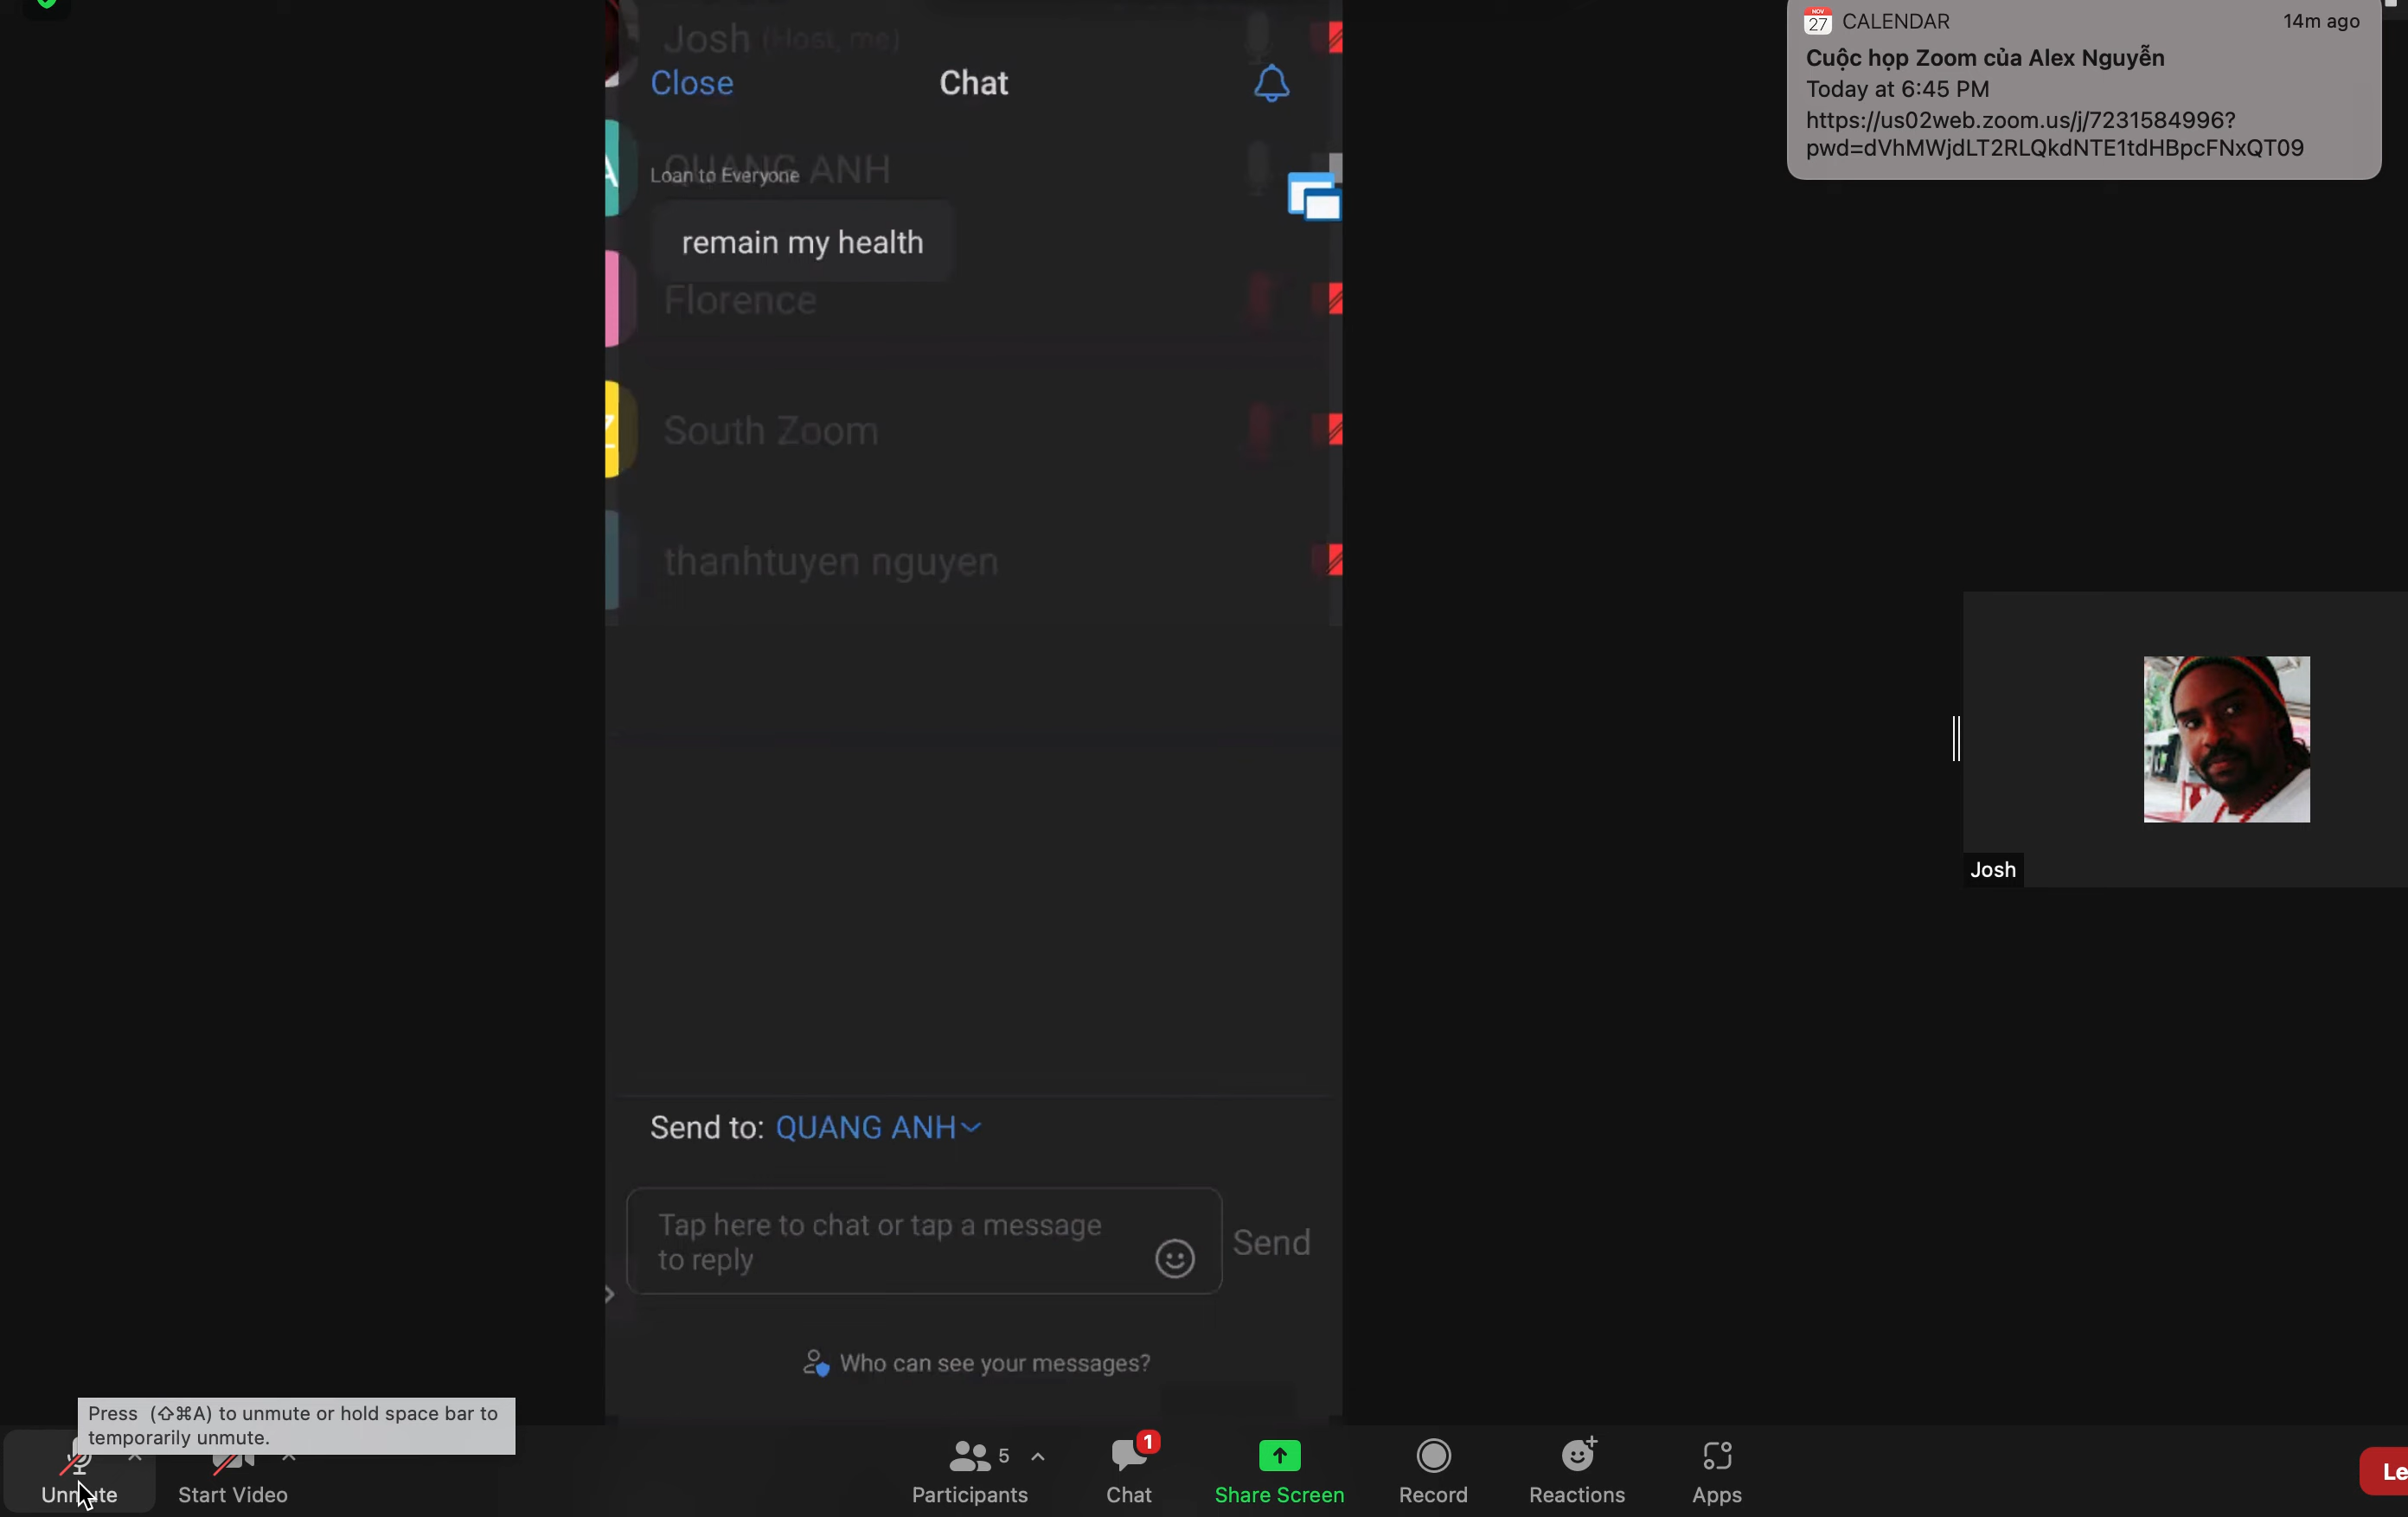 Josh (Host, me)
Close
Chat
QUANG ANH
Loan to Everyone
remain my health
Florence
South Zoom
thanhtuyen nguyen
Send to: QUANG ANH
Tap here to chat or tap a message
to reply
Send
Who can see your messages?
NOV
27
CALENDAR
14m ago
Cuộc họp Zoom của Alex Nguyễn
Today at 6:45 PM
https://us02web.zoom.us/j/7231584996?
pwd=dVhMWjdLT2RLQkdNTE1tdHBpcFNxQT09
Josh
Press (⇧⌘A) to unmute or hold space bar to
temporarily unmute.
Unmute
Start Video
5
Participants
1
Chat
Share Screen
Record
Reactions
Apps
Le